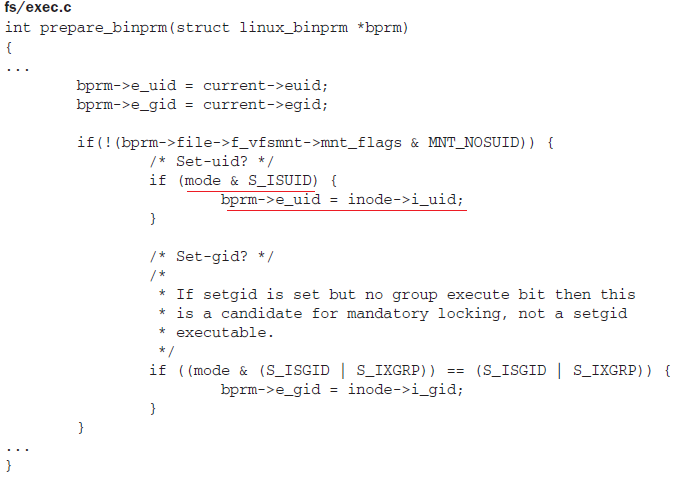 fs/exec.c
int prepare_binprm(struct linux_binprm *bprm)
{
...
        bprm->e_uid = current->euid;
        bprm->e_gid = current->egid;

        if(!(bprm->file->f_vfsmnt->mnt_flags & MNT_NOSUID)) {
                /* Set-uid? */
                if (mode & S_ISUID) {
                        bprm->e_uid = inode->i_uid;
                }

                /* Set-gid? */
                /*
                 * If setgid is set but no group execute bit then this
                 * is a candidate for mandatory locking, not a setgid
                 * executable.
                 */
                if ((mode & (S_ISGID | S_IXGRP)) == (S_ISGID | S_IXGRP)) {
                        bprm->e_gid = inode->i_gid;
                }
        }
...
}